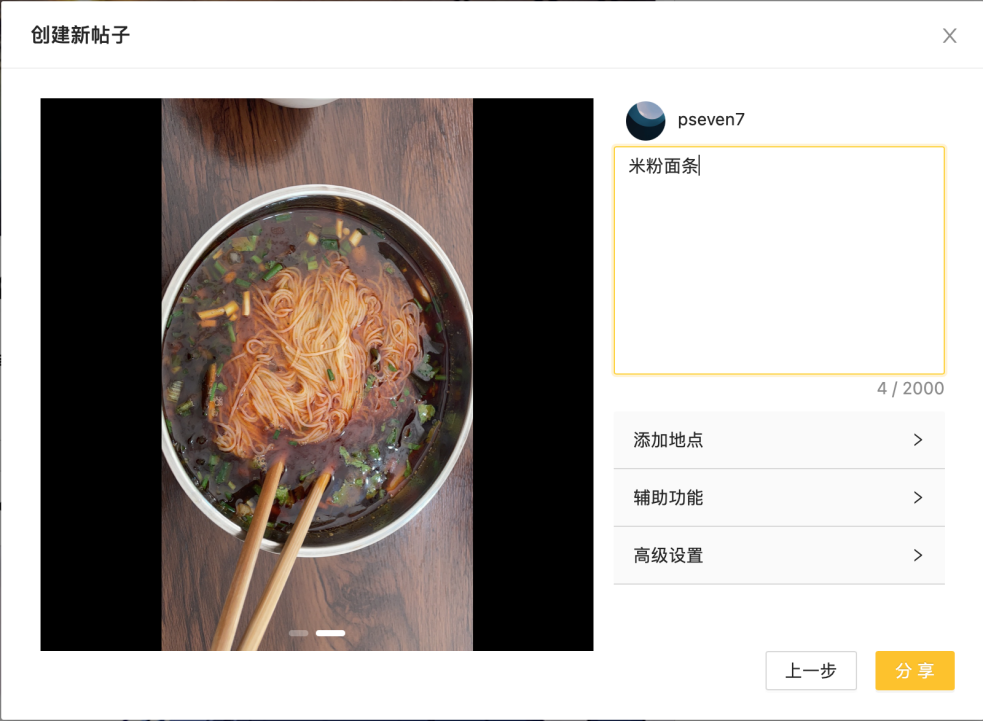 创建新帖子
pseven7
米粉面条
4 / 2000
添加地点
辅助功能
高级设置
上一步
分享